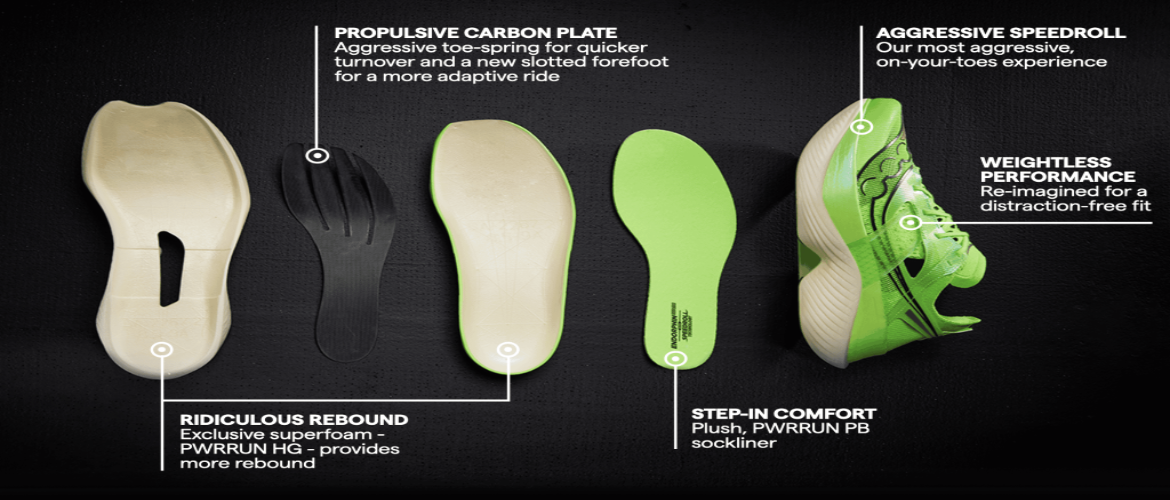 PROPULSIVE CARBON PLATE
Aggressive toe-spring for quicker
turnover and a new slotted forefoot
for a more adaptive ride
AGGRESSIVE SPEEDROLL
Our most aggressive,
on-your-toes experience
WEIGHTLESS
PERFORMANCE
Re-imagined for a
distraction-free fit
ENDORPHIN
SPEEDROLL
RIDICULOUS REBOUND
Exclusive superfoam -
PWRRUN HG - provides
more rebound
STEP-IN COMFORT
Plush, PWRRUN PB
sockliner